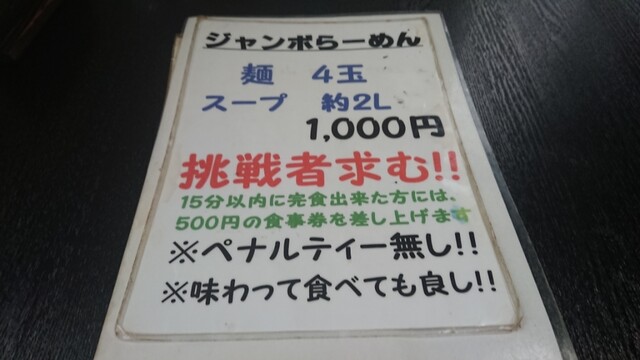 ジャンボらーめん
麺 4玉
スープ 約2L
1,000円
挑戦者求む!!
15分以内に完食出来た方には、
500円の食事券を差し上げます
※ペナルティー無し!!
※味わって食べても良し!!